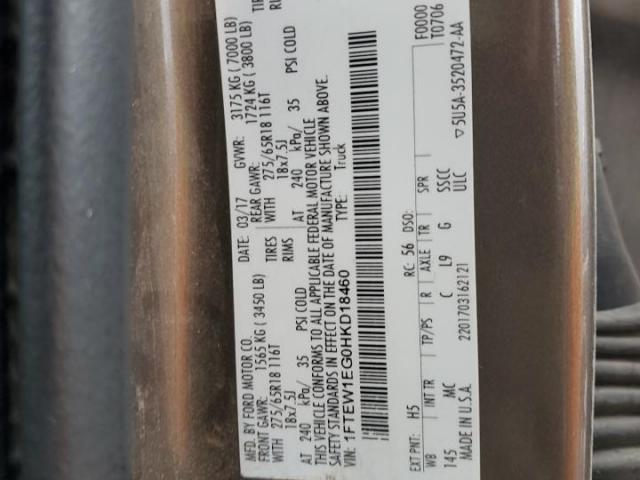 MFD. BY FORD MOTOR CO.
DATE: 03/17 GVWR: 3175 KG ( 7000 LB)
FRONT GAWR: 1565 KG ( 3450 LB) REAR GAWR: 1724 KG ( 3800 LB)
WITH 275/65R18 116T TIRES WITH 275/65R18 116T
18x7.5J RIMS 18x7.5J
AT 240 kPa/ 35 PSI COLD AT 240 kPa/ 35 PSI COLD
THIS VEHICLE CONFORMS TO ALL APPLICABLE FEDERAL MOTOR VEHICLE
SAFETY STANDARDS IN EFFECT ON THE DATE OF MANUFACTURE SHOWN ABOVE.
VIN: 1FTEW1EG0HKD18460 TYPE: Truck
F0000
T0706
EXT PNT: H5 RC: 56 DSO:
WB INT TR TP/PS R AXLE TR SPR
145 MC C L9 G SSCC
ULC
MADE IN U.S.A. 2201703162121
▽5U5A-3520472-AA